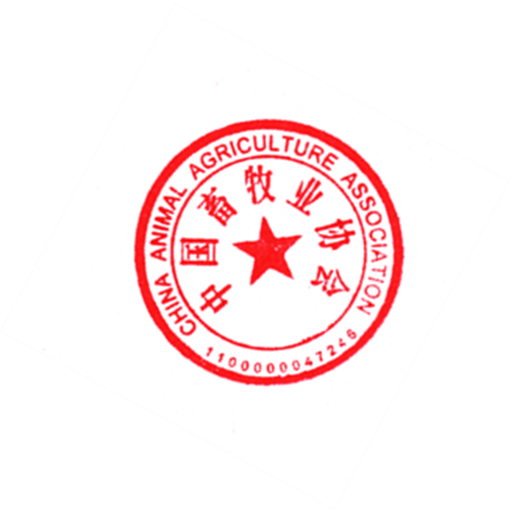 CHINA ANIMAL AGRICULTURE ASSOCIATION
中国畜牧业协会
1100000047246